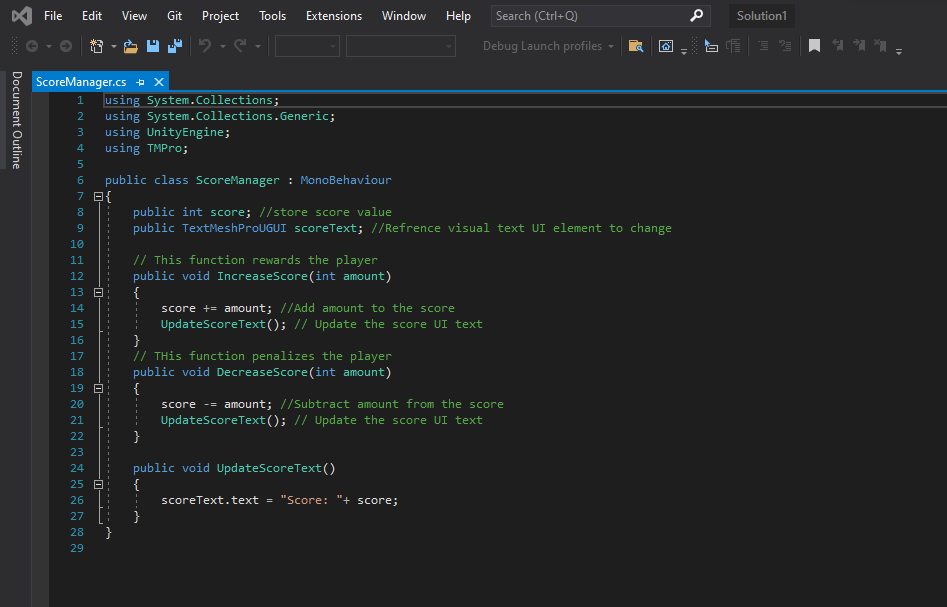 File Edit View Git Project Tools Extensions Window Help Search (Ctrl+Q) Solution1
Debug Launch profiles
Document Outline
ScoreManager.cs
1 using System.Collections;
2 using System.Collections.Generic;
3 using UnityEngine;
4 using TMPro;
5
6 public class ScoreManager : MonoBehaviour
7 {
8 public int score; //store score value
9 public TextMeshProUGUI scoreText; //Refrence visual text UI element to change
10
11 // This function rewards the player
12 public void IncreaseScore(int amount)
13 {
14 score += amount; //Add amount to the score
15 UpdateScoreText(); // Update the score UI text
16 }
17 // THis function penalizes the player
18 public void DecreaseScore(int amount)
19 {
20 score -= amount; //Subtract amount from the score
21 UpdateScoreText(); // Update the score UI text
22 }
23
24 public void UpdateScoreText()
25 {
26 scoreText.text = "Score: "+ score;
27 }
28 }
29